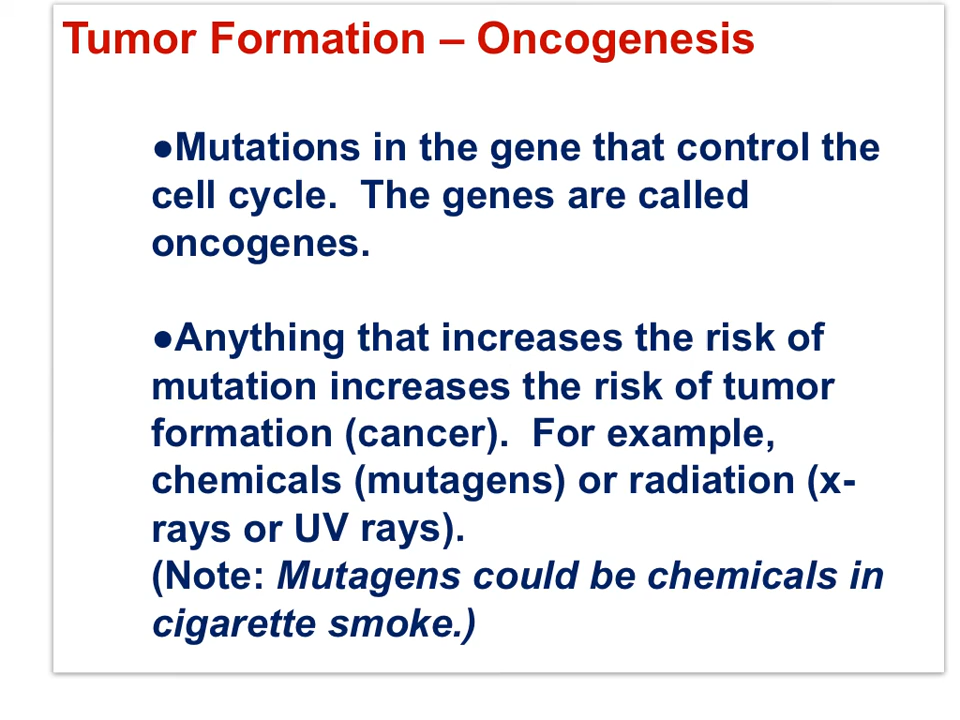 Tumor Formation – Oncogenesis
●Mutations in the gene that control the
cell cycle.  The genes are called
oncogenes.
●Anything that increases the risk of
mutation increases the risk of tumor
formation (cancer).  For example,
chemicals (mutagens) or radiation (x-
rays or UV rays).
(Note: Mutagens could be chemicals in
cigarette smoke.)